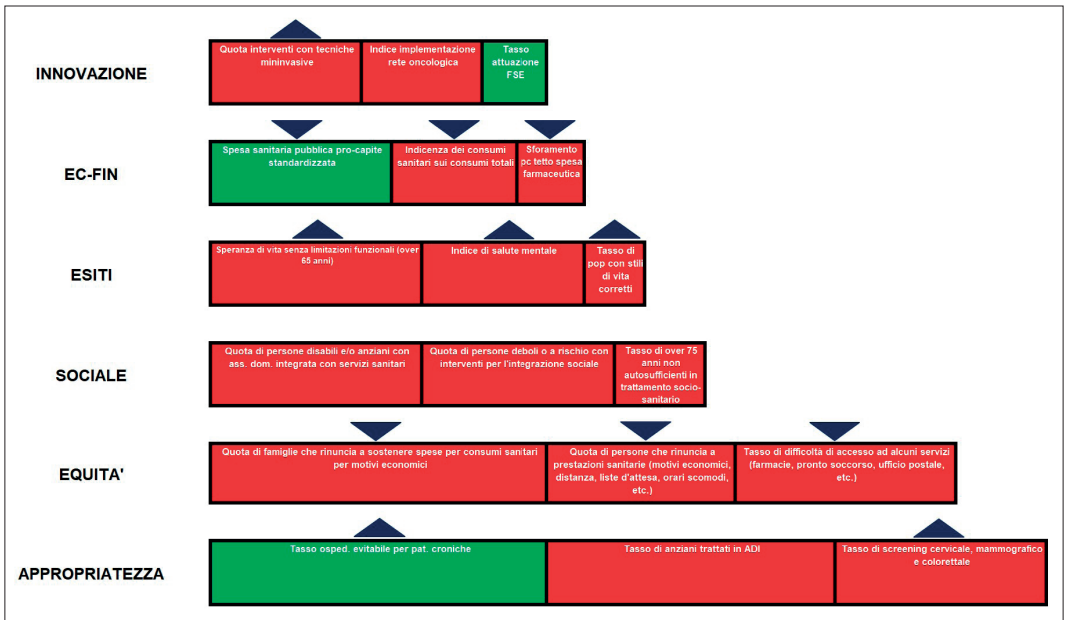 INNOVAZIONE
Quota interventi con tecniche
mininvasive
Indice implementazione
rete oncologica
Tasso
attuazione
FSE
EC-FIN
Spesa sanitaria pubblica pro-capite
standardizzata
Indicenza dei consumi
sanitari sui consumi totali
Sforamento
pc tetto spesa
farmaceutica
ESITI
Speranza di vita senza limitazioni funzionali (over
65 anni)
Indice di salute mentale
Tasso di
pop con stili
di vita
corretti
SOCIALE
Quota di persone disabili e/o anziani con
ass. dom. integrata con servizi sanitari
Quota di persone deboli o a rischio con
interventi per l'integrazione sociale
Tasso di over 75
anni non
autosufficienti in
trattamento socio-
sanitario
EQUITA'
Quota di famiglie che rinuncia a sostenere spese per consumi sanitari
per motivi economici
Quota di persone che rinuncia a
prestazioni sanitarie (motivi economici,
distanza, liste d'attesa, orari scomodi,
etc.)
Tasso di difficoltà di accesso ad alcuni servizi
(farmacie, pronto soccorso, ufficio postale,
etc.)
APPROPRIATEZZA
Tasso osped. evitabile per pat. croniche
Tasso di anziani trattati in ADI
Tasso di screening cervicale, mammografico
e colorettale